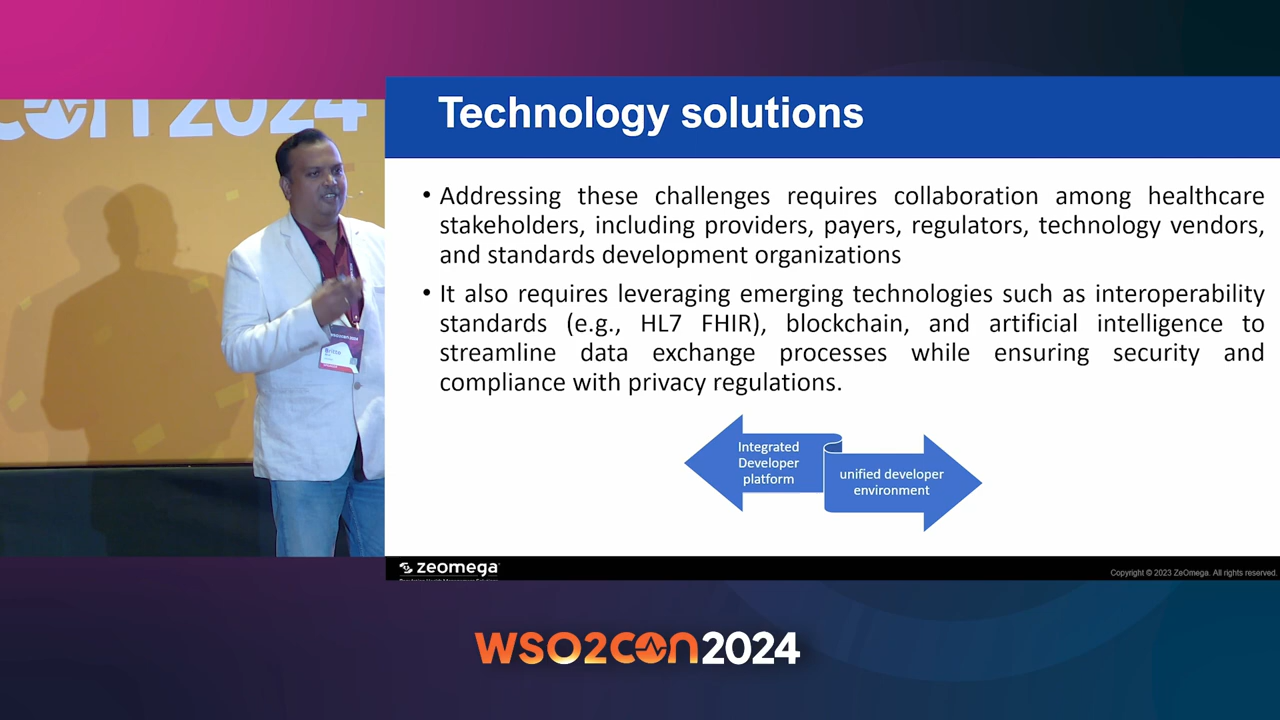 con 2024
Technology solutions
• Addressing these challenges requires collaboration among healthcare
stakeholders, including providers, payers, regulators, technology vendors,
and standards development organizations
• It also requires leveraging emerging technologies such as interoperability
standards (e.g., HL7 FHIR), blockchain, and artificial intelligence to
streamline data exchange processes while ensuring security and
compliance with privacy regulations.
Integrated
Developer
platform
unified developer
environment
Britto
zeomega
Copyright © 2023 ZeOmega. All rights reserved.
WSO2CON2024